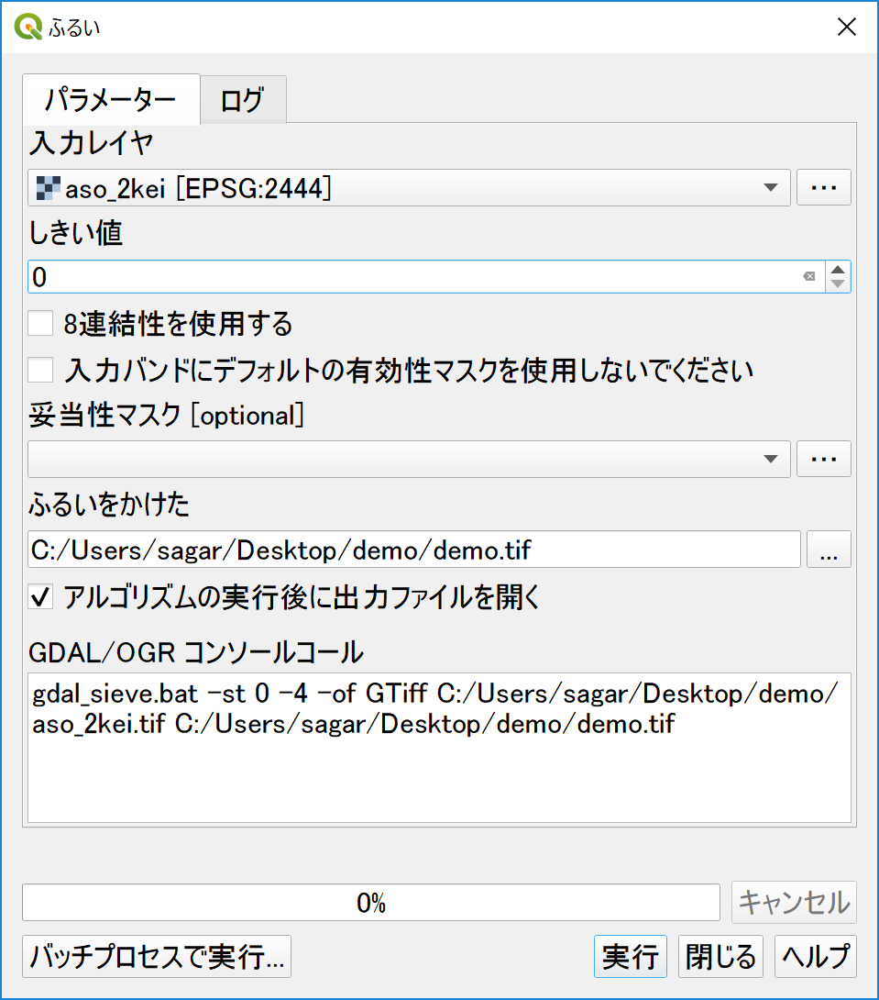 ふるい
パラメーター ログ
入力レイヤ
aso_2kei [EPSG:2444] ...
しきい値
0
8連結性を使用する
入力バンドにデフォルトの有効性マスクを使用しないでください
妥当性マスク [optional]
...
ふるいをかけた
C:/Users/sagar/Desktop/demo/demo.tif ...
アルゴリズムの実行後に出力ファイルを開く
GDAL/OGR コンソールコール
gdal_sieve.bat -st 0 -4 -of GTiff C:/Users/sagar/Desktop/demo/
aso_2kei.tif C:/Users/sagar/Desktop/demo/demo.tif
0% キャンセル
バッチプロセスで実行... 実行 閉じる ヘルプ